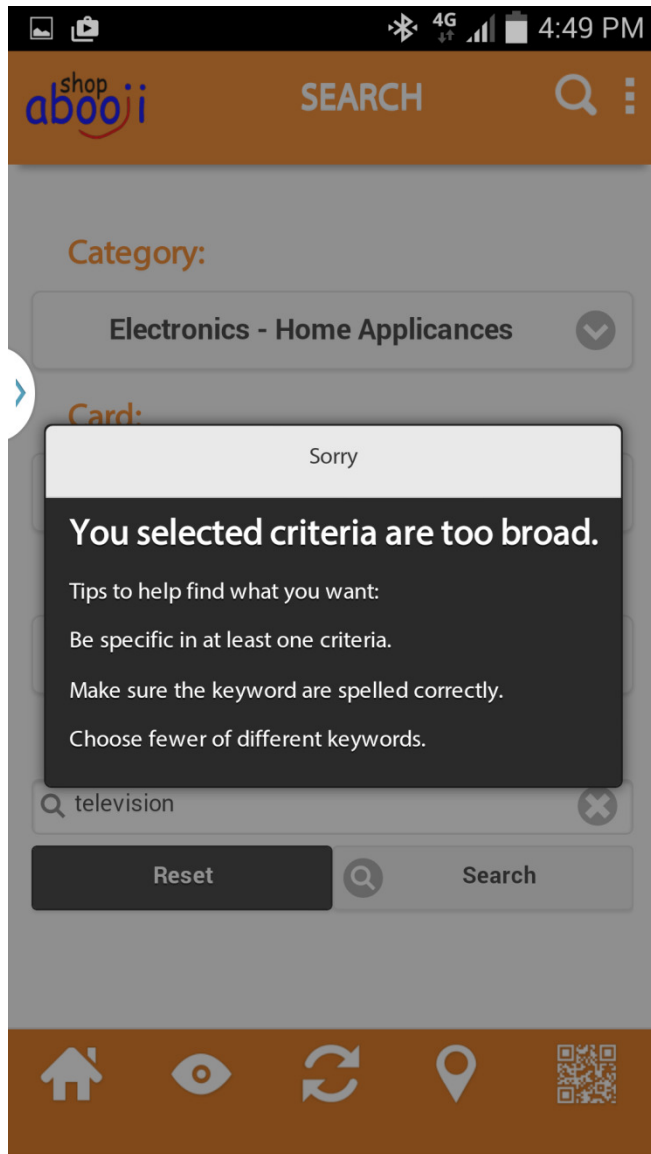 4G 4:49 PM
shop
abooji
SEARCH
Category:
Electronics - Home Applicances
Card:
Sorry
You selected criteria are too broad.
Tips to help find what you want:
Be specific in at least one criteria.
Make sure the keyword are spelled correctly.
Choose fewer of different keywords.
television
Reset Search